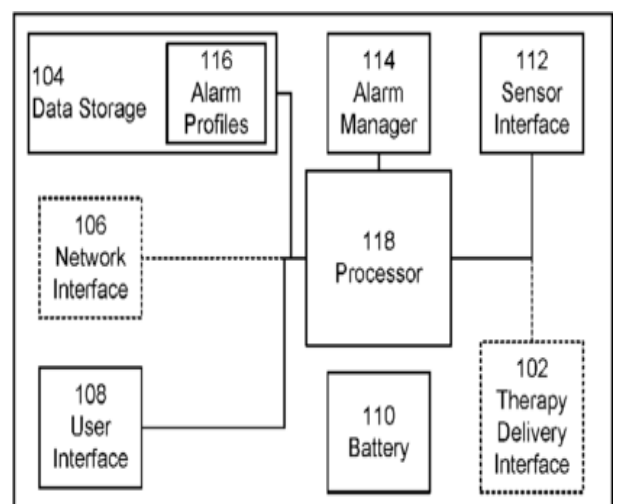 104
Data Storage
116
Alarm
Profiles
114
Alarm
Manager
112
Sensor
Interface
106
Network
Interface
118
Processor
108
User
Interface
110
Battery
102
Therapy
Delivery
Interface